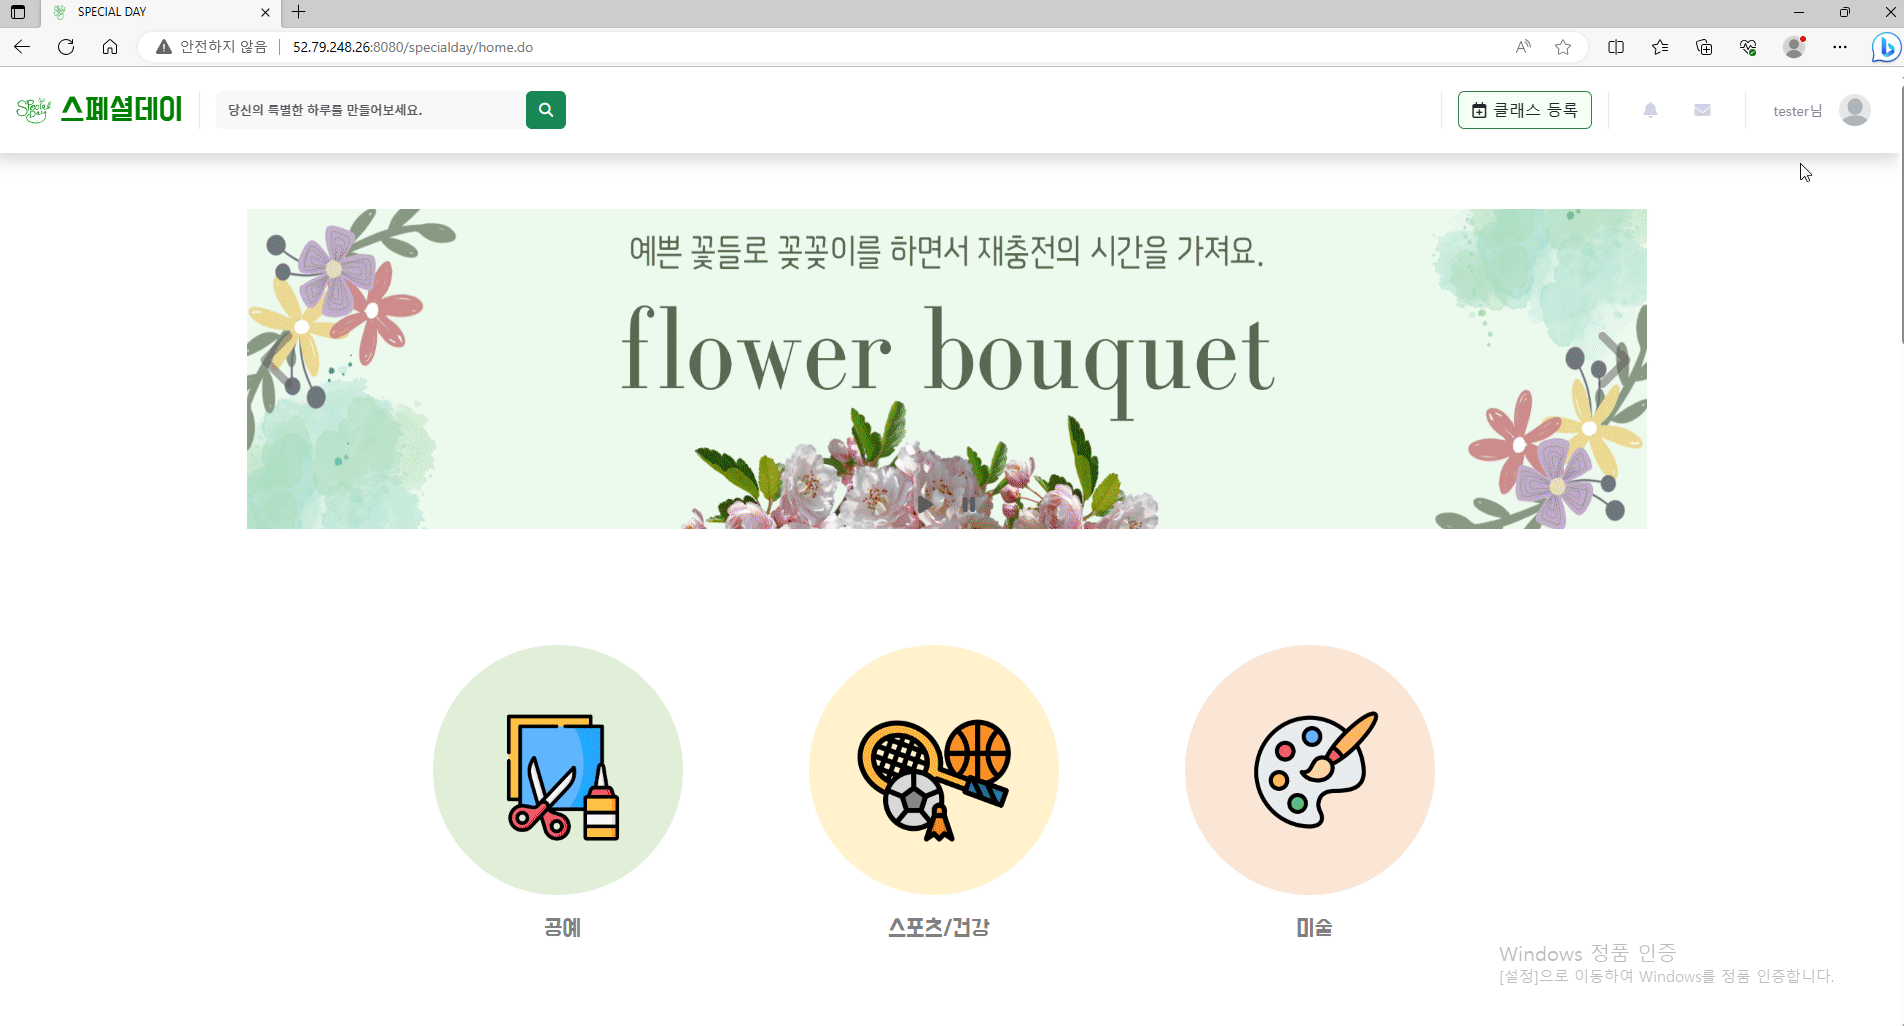 SPECIAL DAY
안전하지 않음
52.79.248.26:8080/specialday/home.do
Special Day
스페셜데이
당신의 특별한 하루를 만들어보세요.
클래스 등록
tester님
예쁜 꽃들로 꽃꽂이를 하면서 재충전의 시간을 가져요.
flower bouquet
공예
스포츠/건강
미술
Windows 정품 인증
[설정]으로 이동하여 Windows를 정품 인증합니다.